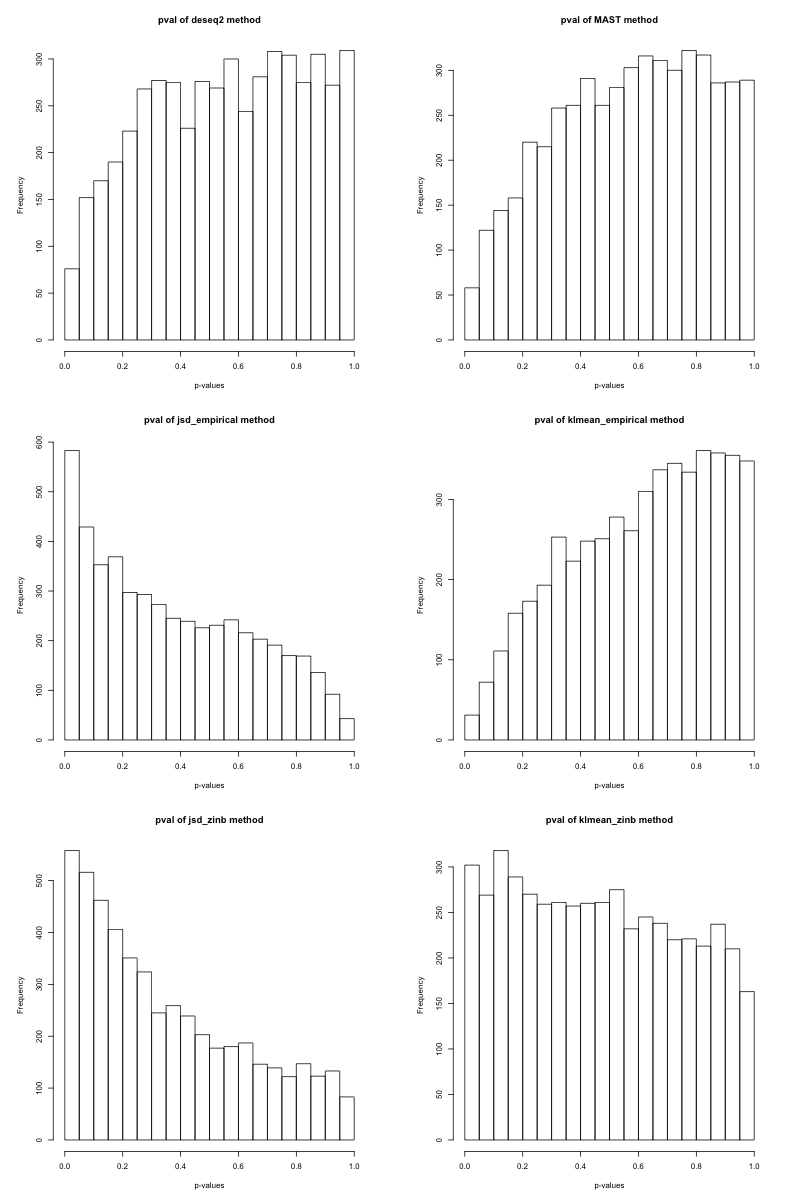 pval of deseq2 method
Frequency
0 50 100 150 200 250 300
0.0 0.2 0.4 0.6 0.8 1.0
p-values
pval of MAST method
Frequency
0 50 100 150 200 250 300
0.0 0.2 0.4 0.6 0.8 1.0
p-values
pval of jsd_empirical method
Frequency
0 100 200 300 400 500 600
0.0 0.2 0.4 0.6 0.8 1.0
p-values
pval of klmean_empirical method
Frequency
0 100 200 300
0.0 0.2 0.4 0.6 0.8 1.0
p-values
pval of jsd_zinb method
Frequency
0 100 200 300 400 500
0.0 0.2 0.4 0.6 0.8 1.0
p-values
pval of klmean_zinb method
Frequency
0 50 100 150 200 250 300
0.0 0.2 0.4 0.6 0.8 1.0
p-values